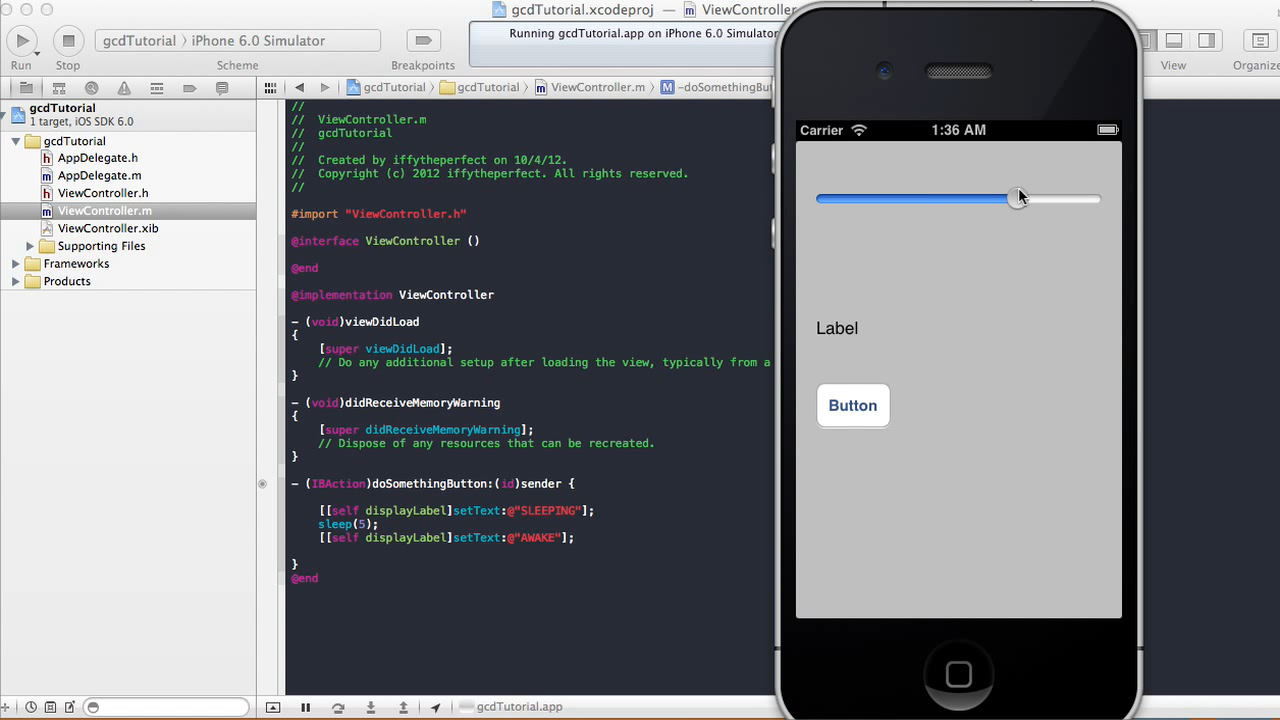 gcdTutorial.xcodeproj — ViewController.
gcdTutorial iPhone 6.0 Simulator
Running gcdTutorial.app on iPhone 6.0 Simulator
Run Stop Scheme Breakpoints View Organize
gcdTutorial gcdTutorial ViewController.m M -doSomethingBu
gcdTutorial
1 target, iOS SDK 6.0
gcdTutorial
h AppDelegate.h
m AppDelegate.m
h ViewController.h
m ViewController.m
ViewController.xib
Supporting Files
Frameworks
Products
//
// ViewController.m
// gcdTutorial
//
// Created by iffytheperfect on 10/4/12.
// Copyright (c) 2012 iffytheperfect. All rights reserved.
//
#import "ViewController.h"
@interface ViewController ()
@end
@implementation ViewController
- (void)viewDidLoad
{
[super viewDidLoad];
// Do any additional setup after loading the view, typically from a
}
- (void)didReceiveMemoryWarning
{
[super didReceiveMemoryWarning];
// Dispose of any resources that can be recreated.
}
- (IBAction)doSomethingButton:(id)sender {
[[self displayLabel]setText:@"SLEEPING"];
sleep(5);
[[self displayLabel]setText:@"AWAKE"];
}
@end
gcdTutorial.app
Carrier 1:36 AM
Label
Button